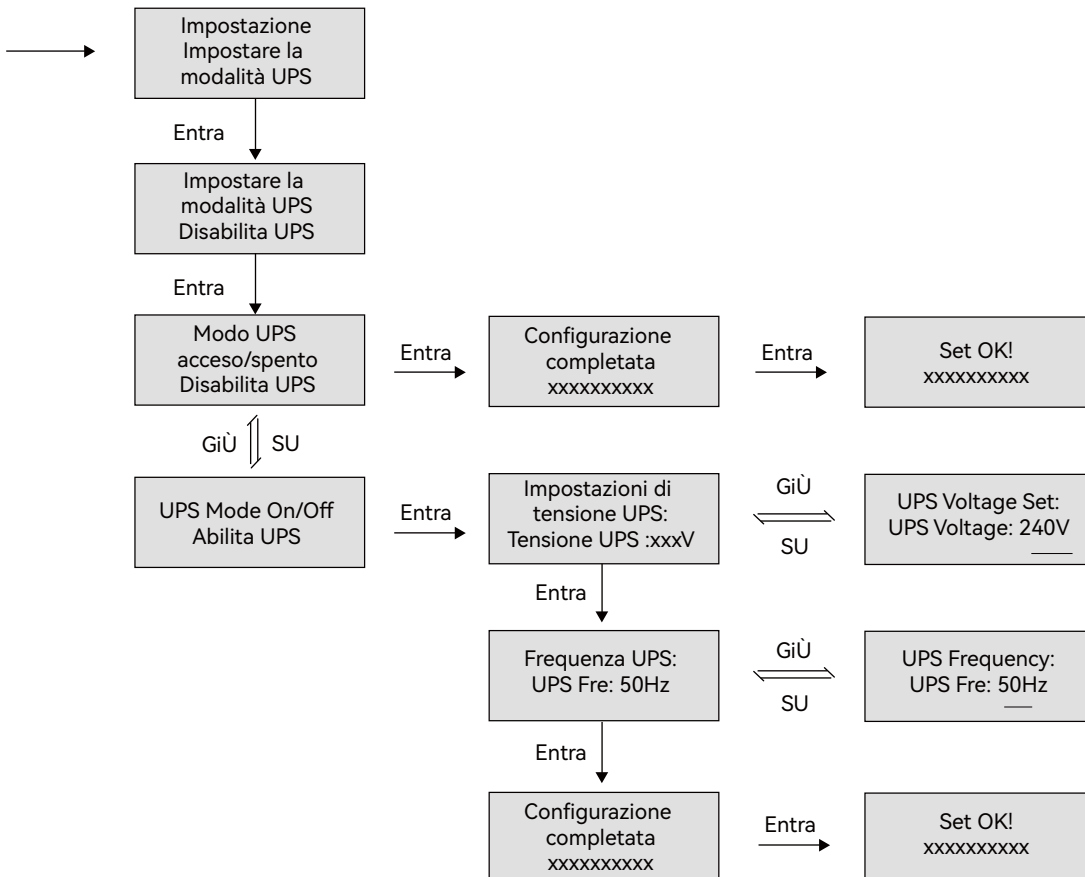 Impostazione
Impostare la
modalità UPS
Entra
Impostare la
modalità UPS
Disabilita UPS
Entra
Modo UPS
acceso/spento
Disabilita UPS
Entra
Configurazione
completata
xxxxxxxxxx
Entra
Set OK!
xxxxxxxxxx
GiÙ
SU
UPS Mode On/Off
Abilita UPS
Entra
Impostazioni di
tensione UPS:
Tensione UPS :xxxV
GiÙ
SU
UPS Voltage Set:
UPS Voltage: 240V
Entra
Frequenza UPS:
UPS Fre: 50Hz
GiÙ
SU
UPS Frequency:
UPS Fre: 50Hz
Entra
Configurazione
completata
xxxxxxxxxx
Entra
Set OK!
xxxxxxxxxx